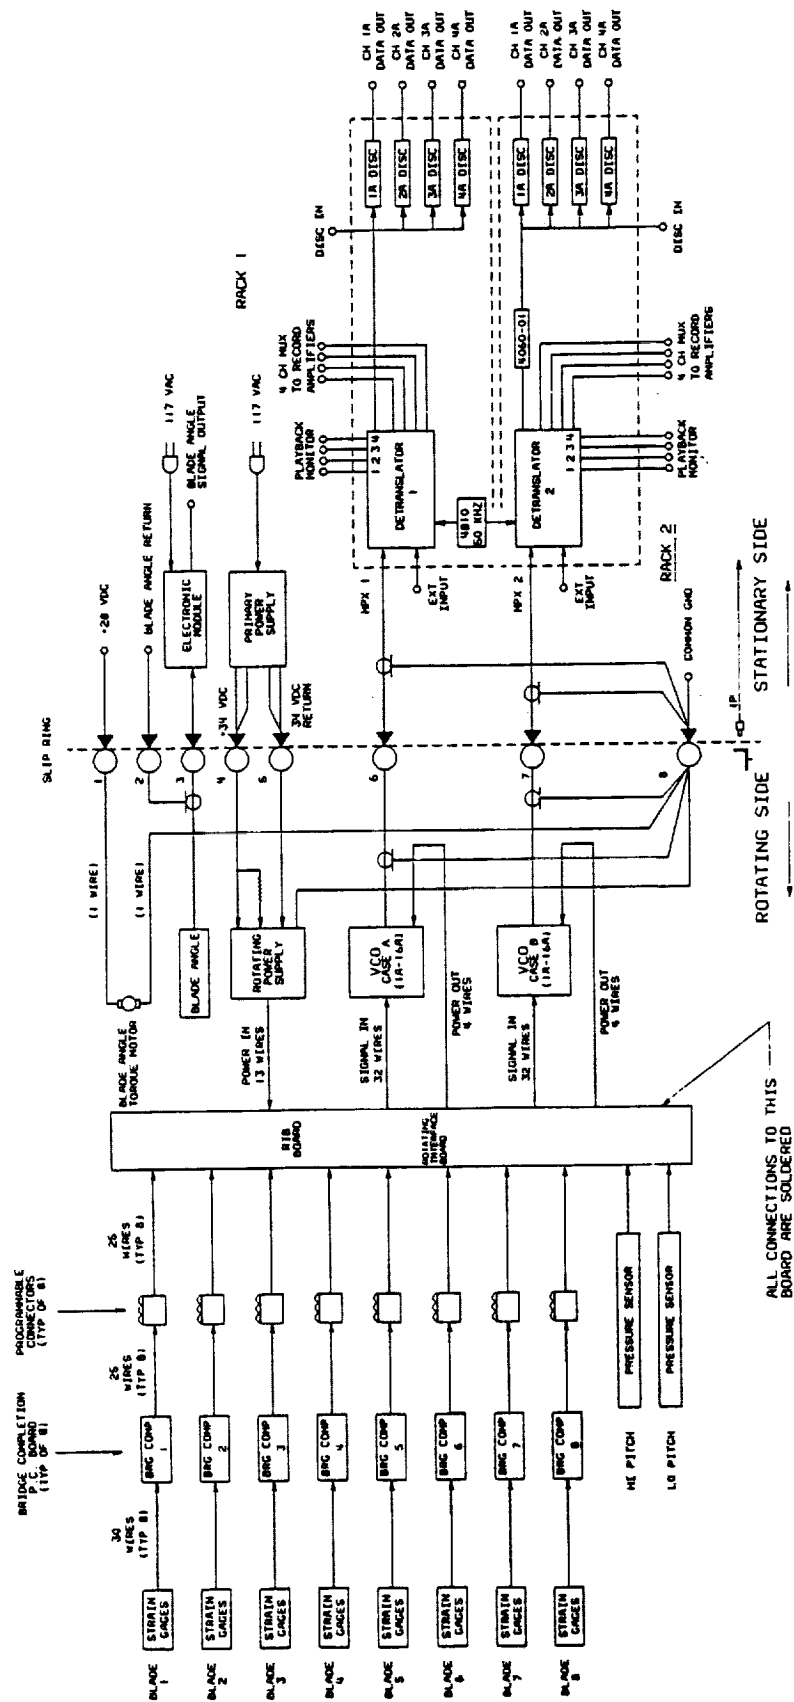 SLIP RING
1
2
3
4
5
6
7
8
+28 VDC
BLADE ANGLE RETURN
117 VAC
BLADE ANGLE
SIGNAL OUTPUT
ELECTRONIC
MODULE
117 VAC
PRIMARY
POWER
SUPPLY
+34 VDC
34 VDC
RETURN
RACK 1
PLAYBACK
MONITOR
4 CH MUX
TO RECORD
AMPLIFIERS
DISC IN
1 2 3 4
DETRANSLATOR
1
MPX 1
EXT
INPUT
4810
50 KHZ
1A DISC
2A DISC
3A DISC
4A DISC
CH 1A
DATA OUT
CH 2A
DATA OUT
CH 3A
DATA OUT
CH 4A
DATA OUT
DETRANSLATOR
2
MPX 2
EXT
INPUT
4060-01
1 2 3 4
PLAYBACK
MONITOR
4 CH MUX
TO RECORD
AMPLIFIERS
DISC IN
1A DISC
2A DISC
3A DISC
4A DISC
CH 1A
DATA OUT
CH 2A
DATA OUT
CH 3A
DATA OUT
CH 4A
DATA OUT
RACK 2
COMMON GND
1P
STATIONARY SIDE
ROTATING SIDE
(1 WIRE)
(1 WIRE)
BLADE ANGLE
TORQUE MOTOR
BLADE ANGLE
ROTATING
POWER
SUPPLY
POWER IN
13 WIRES
VCO
CASE A
(1A-16A)
SIGNAL IN
32 WIRES
POWER OUT
4 WIRES
VCO
CASE B
(1A-16A)
SIGNAL IN
32 WIRES
POWER OUT
4 WIRES
RIB
BOARD
ROTATING
INTERFACE
BOARD
ALL CONNECTIONS TO THIS
BOARD ARE SOLDERED
PROGRAMMABLE
CONNECTORS
(TYP OF 8)
BRIDGE COMPLETION
P.C. BOARD
(TYP OF 8)
26
WIRES
(TYP 8)
26
WIRES
(TYP 8)
30
WIRES
(TYP 8)
BRG COMP
1
BRG COMP
2
BRG COMP
3
BRG COMP
4
BRG COMP
5
BRG COMP
6
BRG COMP
7
BRG COMP
8
HI PITCH
PRESSURE SENSOR
LO PITCH
PRESSURE SENSOR
BLADE
1
STRAIN
GAGES
BLADE
2
STRAIN
GAGES
BLADE
3
STRAIN
GAGES
BLADE
4
STRAIN
GAGES
BLADE
5
STRAIN
GAGES
BLADE
6
STRAIN
GAGES
BLADE
7
STRAIN
GAGES
BLADE
8
STRAIN
GAGES